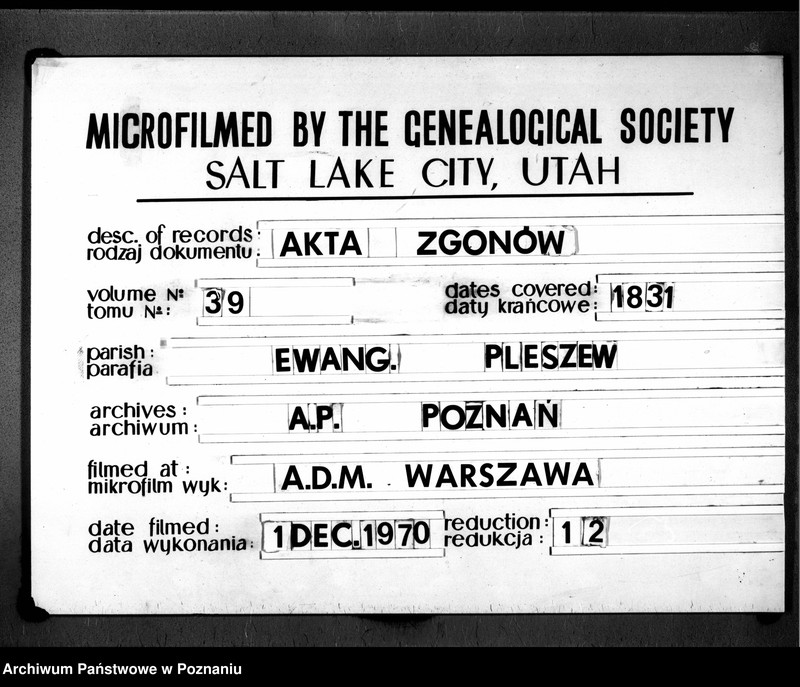 MICROFILMED BY THE GENEALOGICAL SOCIETY
SALT LAKE CITY, UTAH
desc. of records: AKTA ZGONÓW
rodzaj dokumentu:
volume Nº: 39 dates covered: 1831
tomu Nº: daty krańcowe:
parish: EWANG. PLESZEW
parafia
archives: A.P. POZNAŃ
archiwum:
filmed at: A.D.M. WARSZAWA
mikrofilm wyk:
date filmed: 1 DEC. 1970 reduction: 12
data wykonania: redukcja:
Archiwum Państwowe w Poznaniu